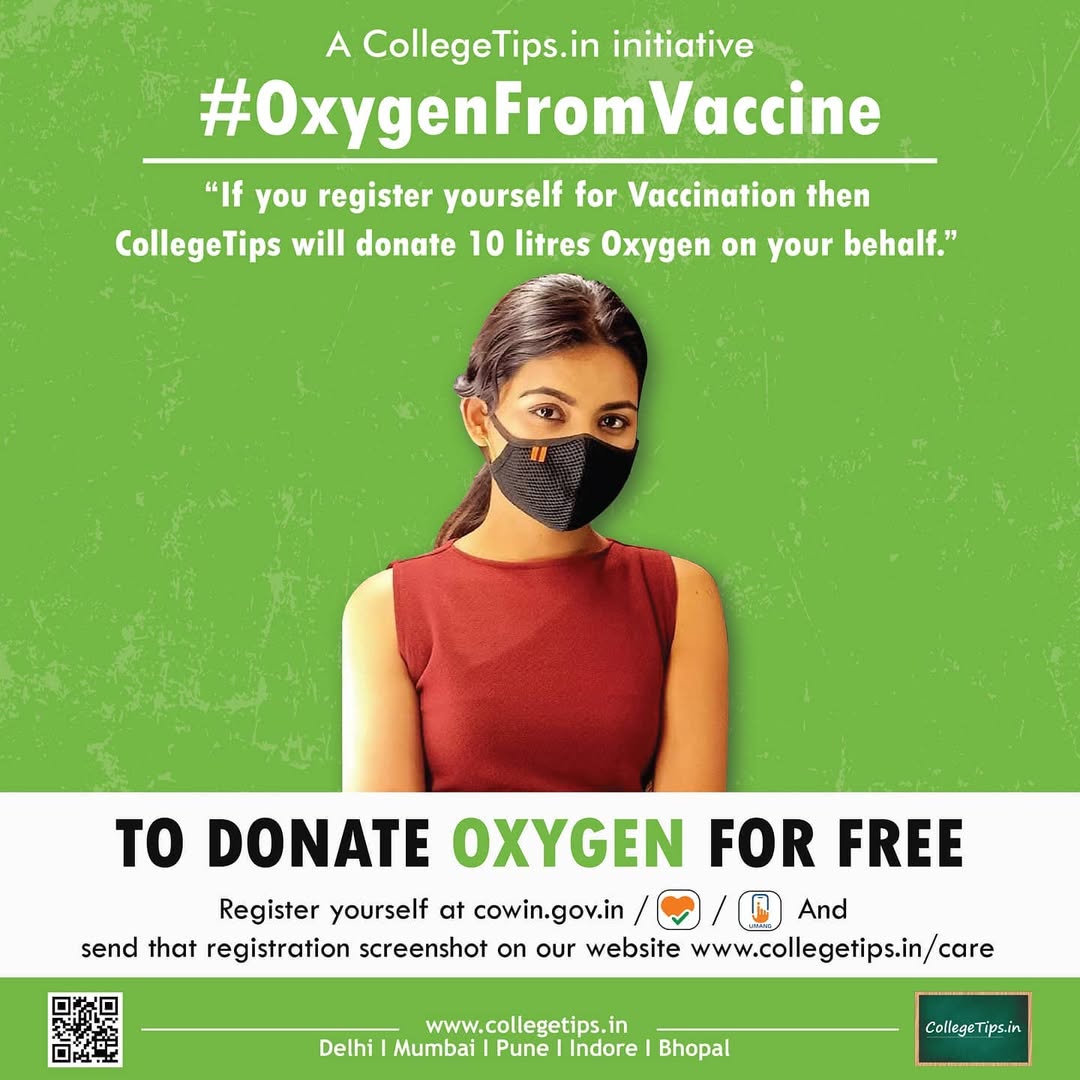 A CollegeTips.in initiative
#OxygenFromVaccine
“If you register yourself for Vaccination then
CollegeTips will donate 10 litres Oxygen on your behalf.”
TO DONATE OXYGEN FOR FREE
Register yourself at cowin.gov.in / / UMANG And
send that registration screenshot on our website www.collegetips.in/care
www.collegetips.in
Delhi I Mumbai I Pune I Indore I Bhopal
CollegeTips.in